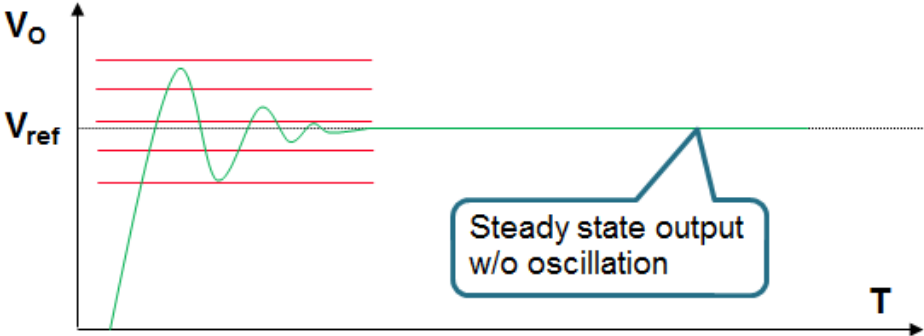 Vo
Vref
Steady state output
w/o oscillation
T